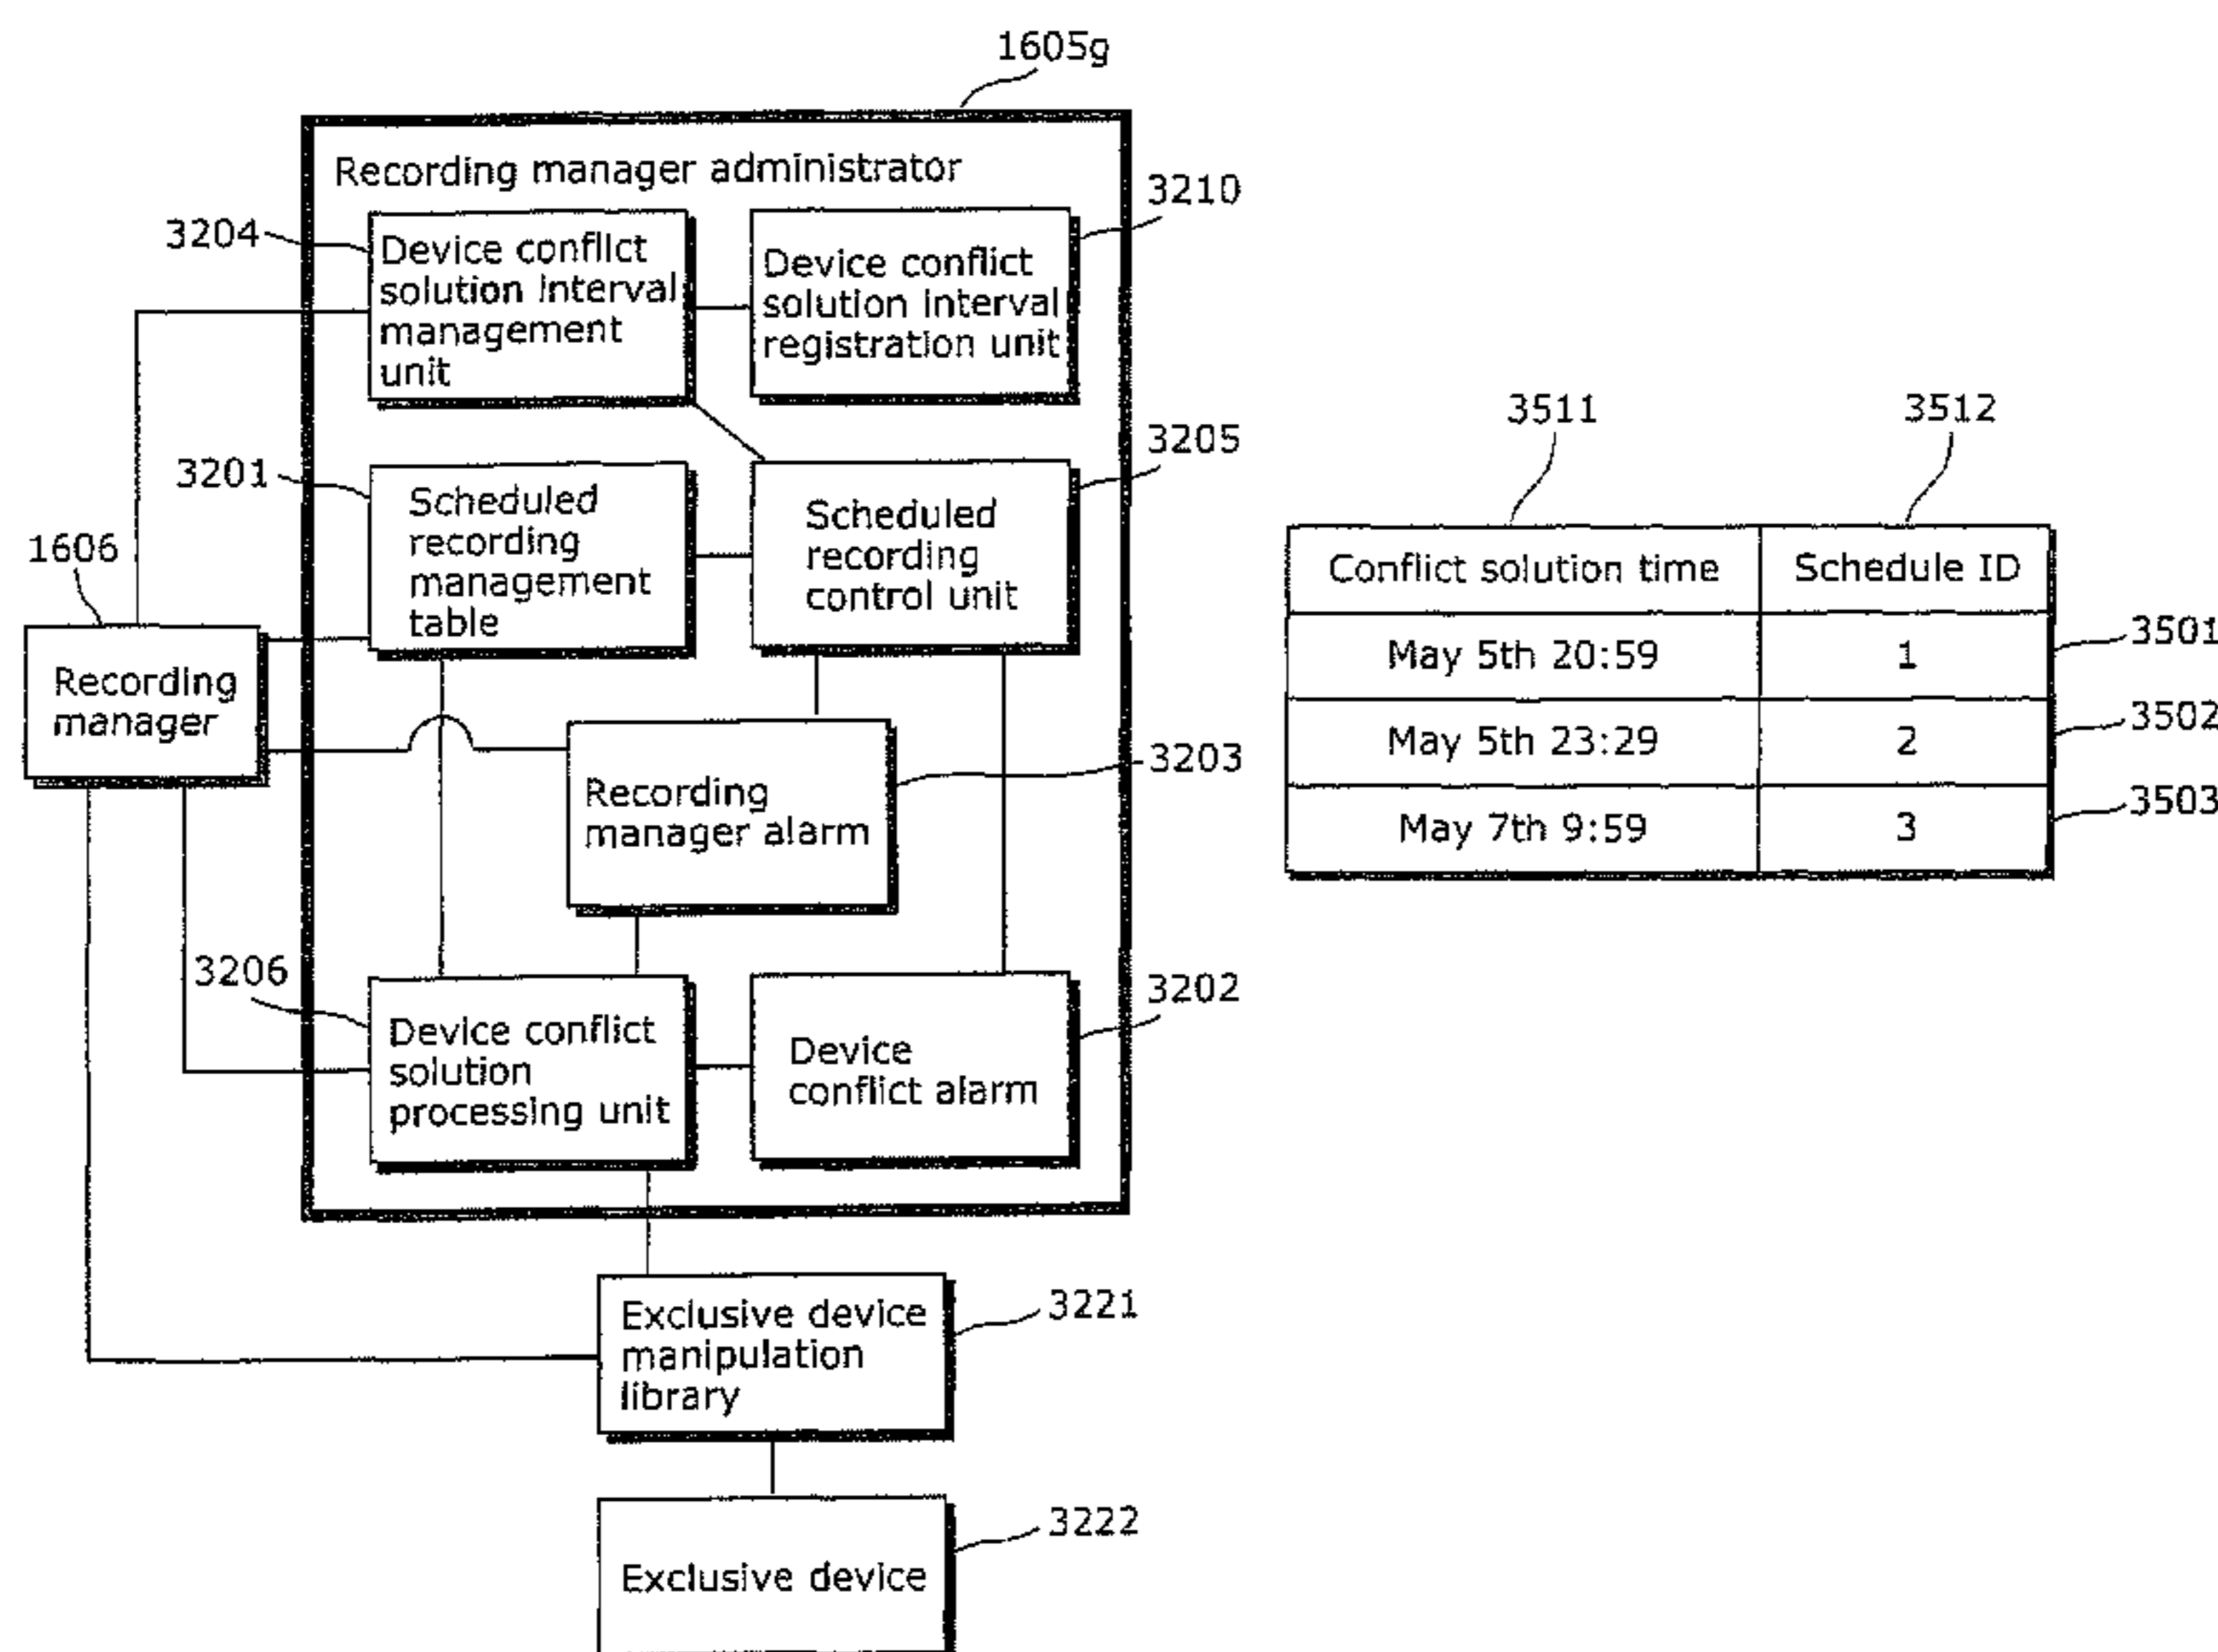 1605g
Recording manager administrator
3204
Device conflict
solution interval
management
unit
3210
Device conflict
solution interval
registration unit
3201
Scheduled
recording
management
table
3205
Scheduled
recording
control unit
1606
Recording
manager
3203
Recording
manager alarm
3206
Device conflict
solution
processing unit
3202
Device
conflict alarm
3221
Exclusive device
manipulation
library
3222
Exclusive device
3511
3512
Conflict solution time Schedule ID
May 5th 20:59 1 3501
May 5th 23:29 2 3502
May 7th 9:59 3 3503